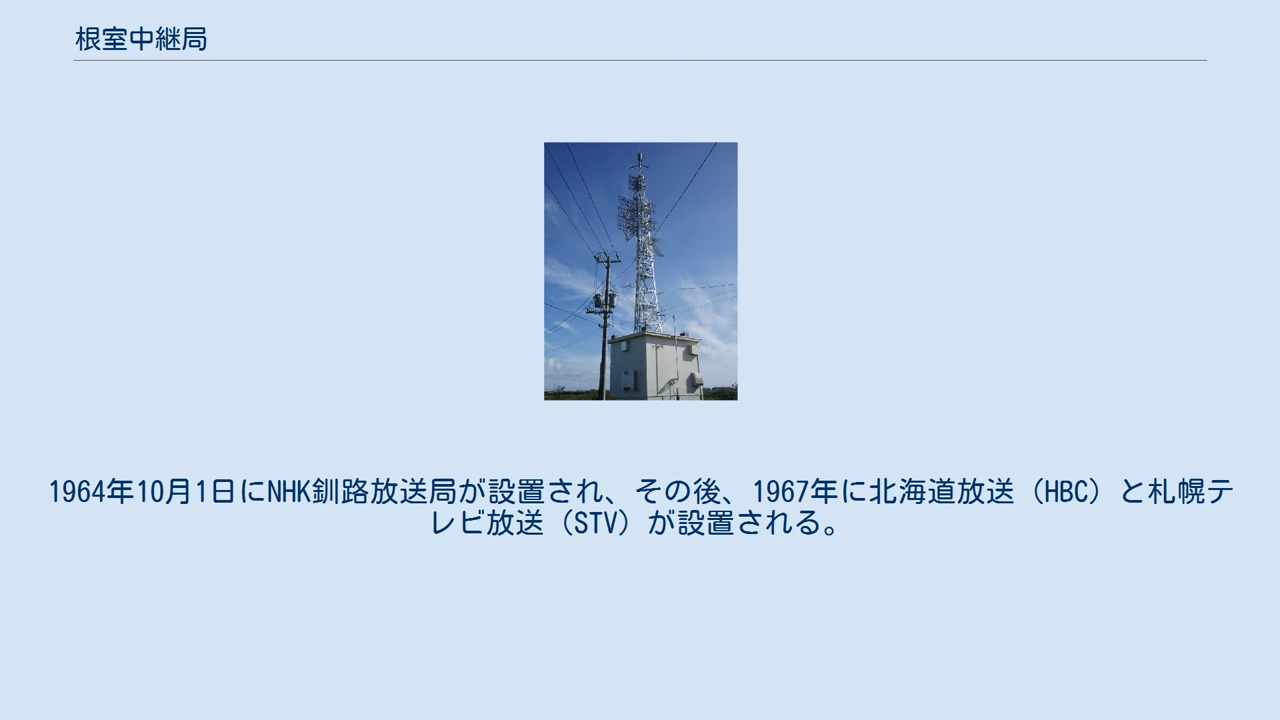 根室中継局
1964年10月1日にNHK釧路放送局が設置され、その後、1967年に北海道放送（HBC）と札幌テ
レビ放送（STV）が設置される。